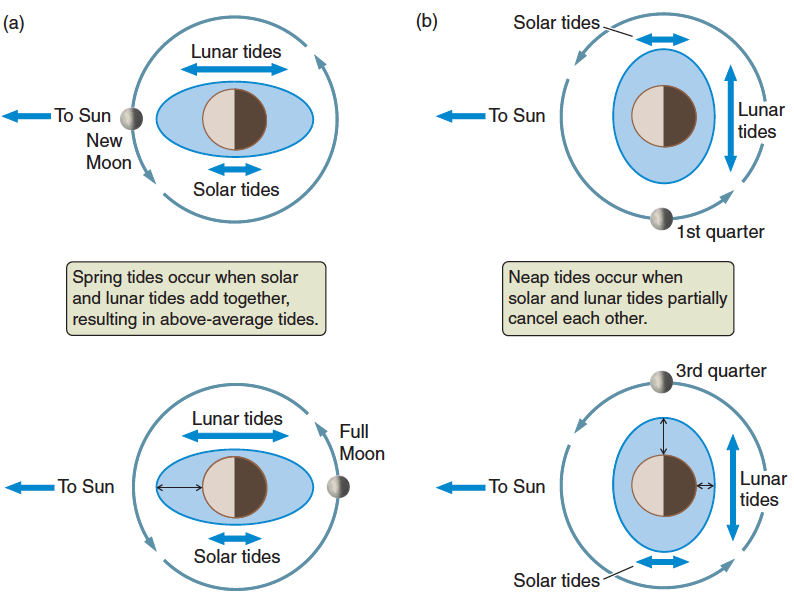 (a)
Lunar tides
To Sun
New
Moon
Solar tides
Spring tides occur when solar
and lunar tides add together,
resulting in above-average tides.
Lunar tides
Full
Moon
To Sun
Solar tides
(b)
Solar tides
To Sun
Lunar
tides
1st quarter
Neap tides occur when
solar and lunar tides partially
cancel each other.
3rd quarter
To Sun
Lunar
tides
Solar tides